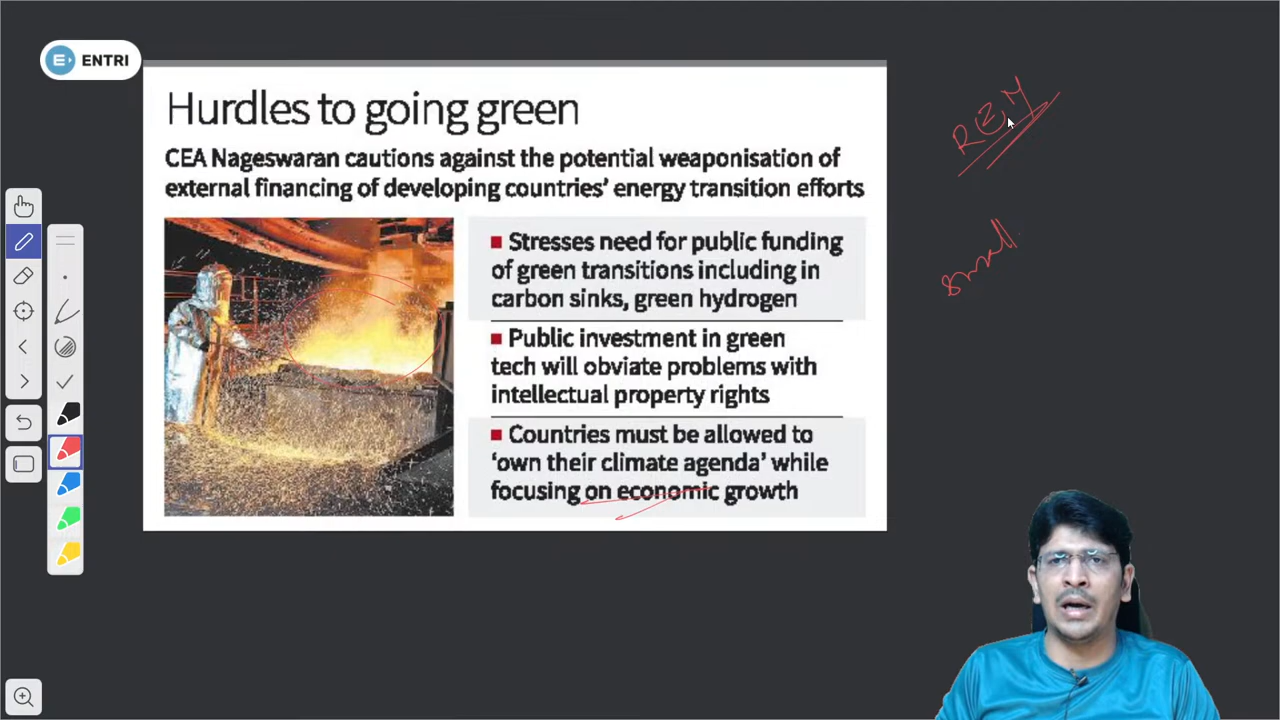 ENTRI
Hurdles to going green
CEA Nageswaran cautions against the potential weaponisation of
external financing of developing countries’ energy transition efforts
■ Stresses need for public funding
of green transitions including in
carbon sinks, green hydrogen
■ Public investment in green
tech will obviate problems with
intellectual property rights
■ Countries must be allowed to
‘own their climate agenda’ while
focusing on economic growth
REM
small